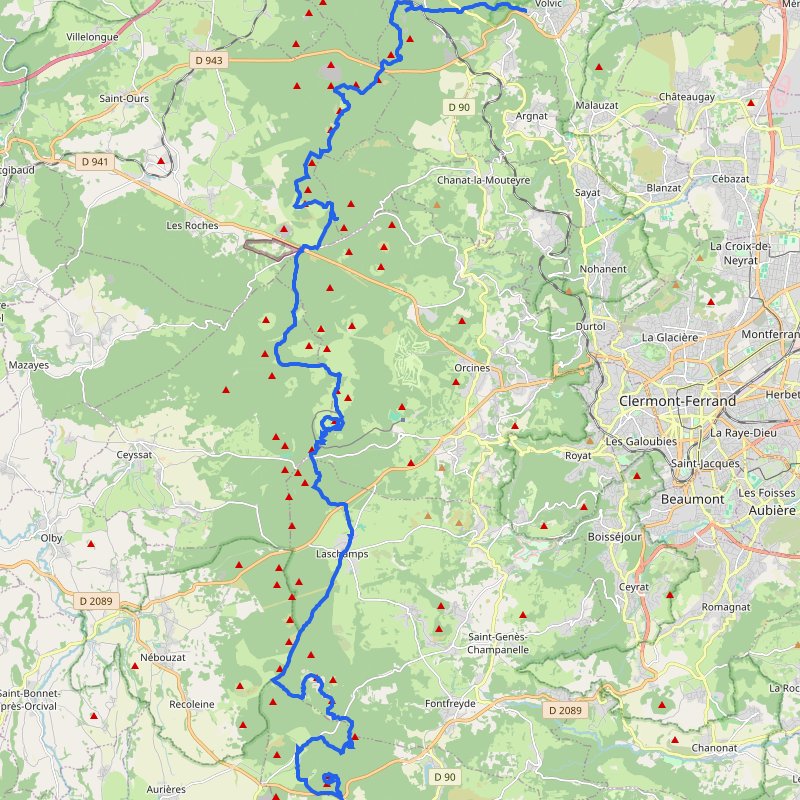 Volvic
Villelongue
D 943
Saint-Ours
D 90
Châteaugay
Malauzat
Argnat
D 941
Cébazat
Chanat-la-Mouteyre
Sayat
Blanzat
Les Roches
La Croix-de-
Neyrat
Nohanent
Durtol
La Glacière
Montferran
Mazayes
Orcines
Herbet
Clermont-Ferrand
La Raye-Dieu
Les Galoubies
Ceyssat
Royat
Saint-Jacques
Beaumont
Les Foisses
Aubière
Olby
Boisséjour
Laschamps
Ceyrat
D 2089
Romagnat
Saint-Genès-
Champanelle
Nébouzat
Saint-Bonnet-
près-Orcival
Recoleine
Fontfreyde
D 2089
Chanonat
D 90
Aurières